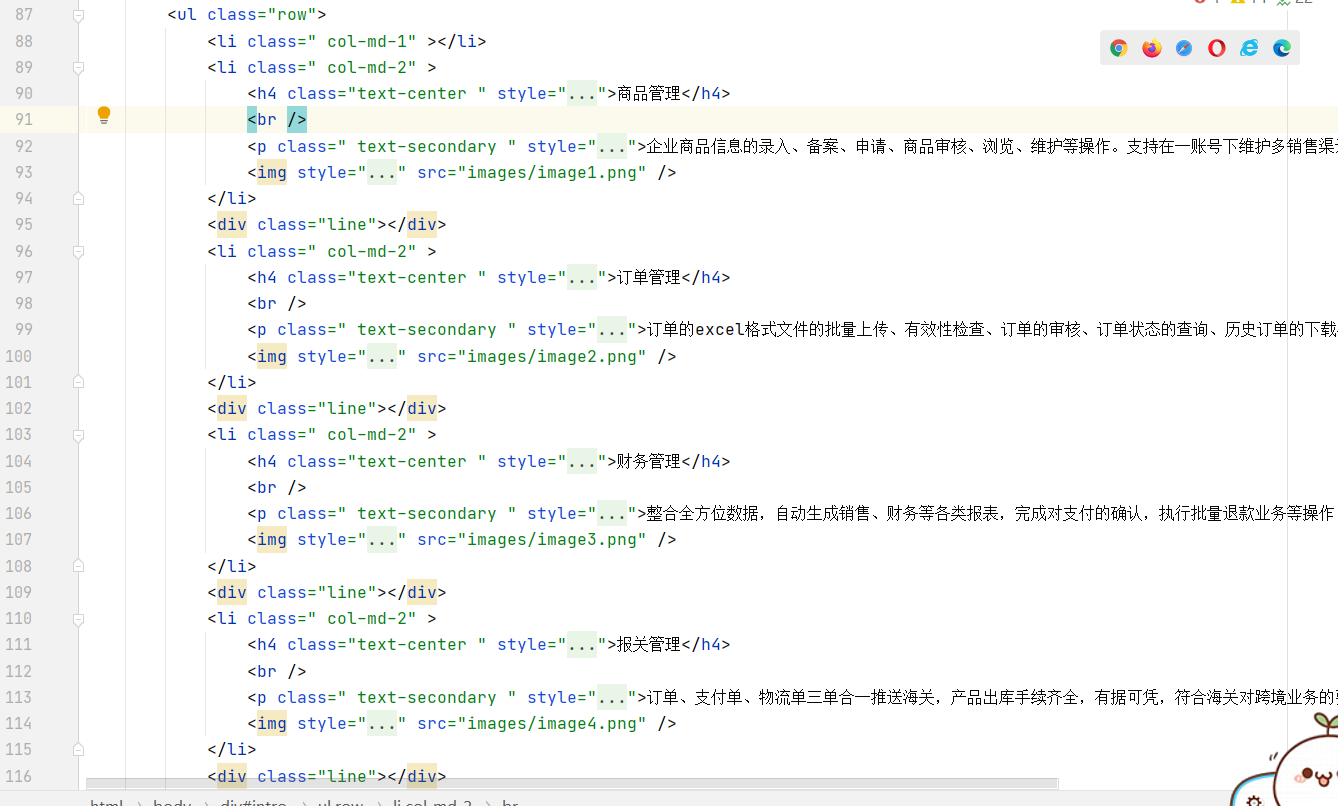 87 <ul class="row">
88 <li class=" col-md-1" ></li>
89 <li class=" col-md-2" >
90 <h4 class="text-center " style="...">商品管理</h4>
91 <br />
92 <p class=" text-secondary " style="...">企业商品信息的录入、备案、申请、商品审核、浏览、维护等操作。支持在一账号下维护多销售渠
93 <img style="..." src="images/image1.png" />
94 </li>
95 <div class="line"></div>
96 <li class=" col-md-2" >
97 <h4 class="text-center " style="...">订单管理</h4>
98 <br />
99 <p class=" text-secondary " style="...">订单的excel格式文件的批量上传、有效性检查、订单的审核、订单状态的查询、历史订单的下载
100 <img style="..." src="images/image2.png" />
101 </li>
102 <div class="line"></div>
103 <li class=" col-md-2" >
104 <h4 class="text-center " style="...">财务管理</h4>
105 <br />
106 <p class=" text-secondary " style="...">整合全方位数据，自动生成销售、财务等各类报表，完成对支付的确认，执行批量退款业务等操作
107 <img style="..." src="images/image3.png" />
108 </li>
109 <div class="line"></div>
110 <li class=" col-md-2" >
111 <h4 class="text-center " style="...">报关管理</h4>
112 <br />
113 <p class=" text-secondary " style="...">订单、支付单、物流单三单合一推送海关，产品出库手续齐全，有据可凭，符合海关对跨境业务的
114 <img style="..." src="images/image4.png" />
115 </li>
116 <div class="line"></div>
html › body › div#intro › ul.row › li.col-md-2 › br